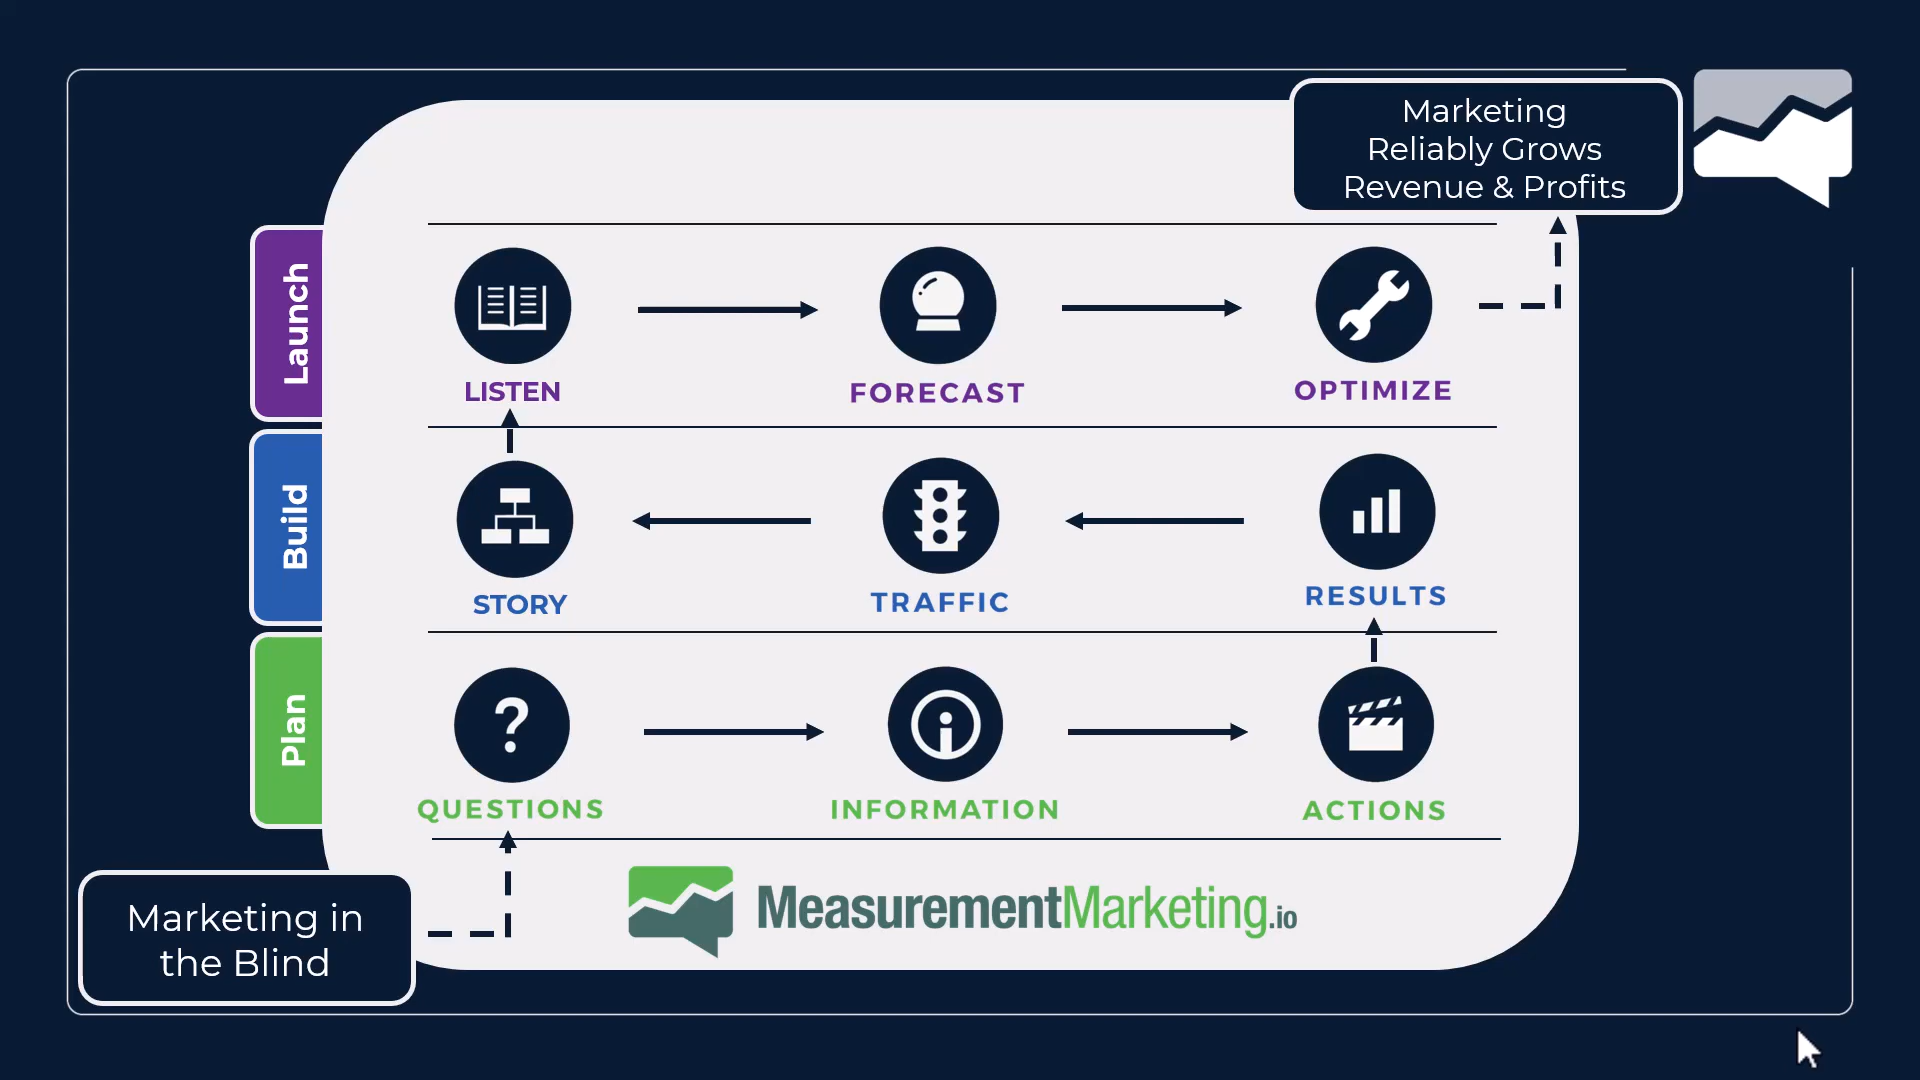 Marketing
Reliably Grows
Revenue & Profits
Launch
LISTEN
FORECAST
OPTIMIZE
Build
STORY
TRAFFIC
RESULTS
Plan
QUESTIONS
INFORMATION
ACTIONS
Marketing in
the Blind
MeasurementMarketing.io